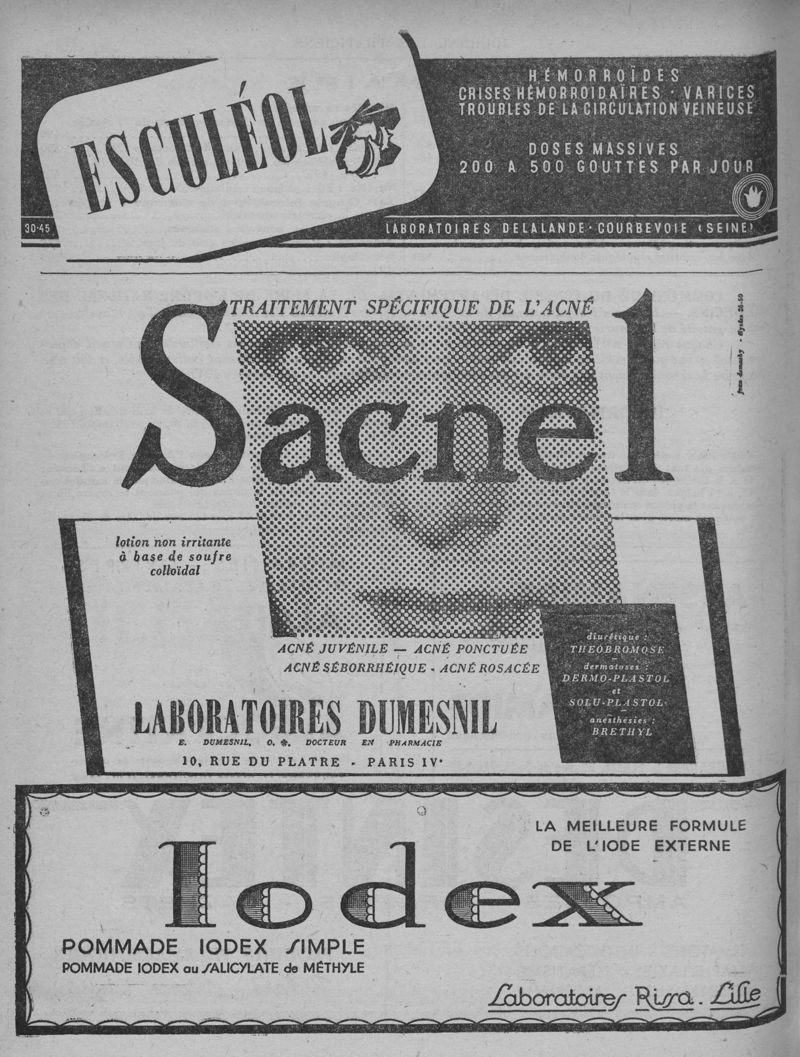 ESCULÉOL
HÉMORROÏDES
CRISES HÉMORROIDAIRES · VARICES
TROUBLES DE LA CIRCULATION VEINEUSE
DOSES MASSIVES
200 A 500 GOUTTES PAR JOUR
30-45
LABORATOIRES DELALANDE · COURBEVOIE (SEINE)
TRAITEMENT SPÉCIFIQUE DE L'ACNÉ
Sacnel
lotion non irritante
à base de soufre
colloïdal
ACNÉ JUVÉNILE — ACNÉ PONCTUÉE
ACNÉ SÉBORRHÉIQUE - ACNÉ ROSACÉE
diurétique :
THÉOBROMOSE
dermatoses :
DERMO-PLASTOL
et
SOLU-PLASTOL
anesthésies :
BRETHYL
LABORATOIRES DUMESNIL
E. DUMESNIL, O. ✻. DOCTEUR EN PHARMACIE
10, RUE DU PLATRE - PARIS IVe
LA MEILLEURE FORMULE
DE L'IODE EXTERNE
Iodex
POMMADE IODEX SIMPLE
POMMADE IODEX au SALICYLATE de MÉTHYLE
Laboratoires Rissa. Lille